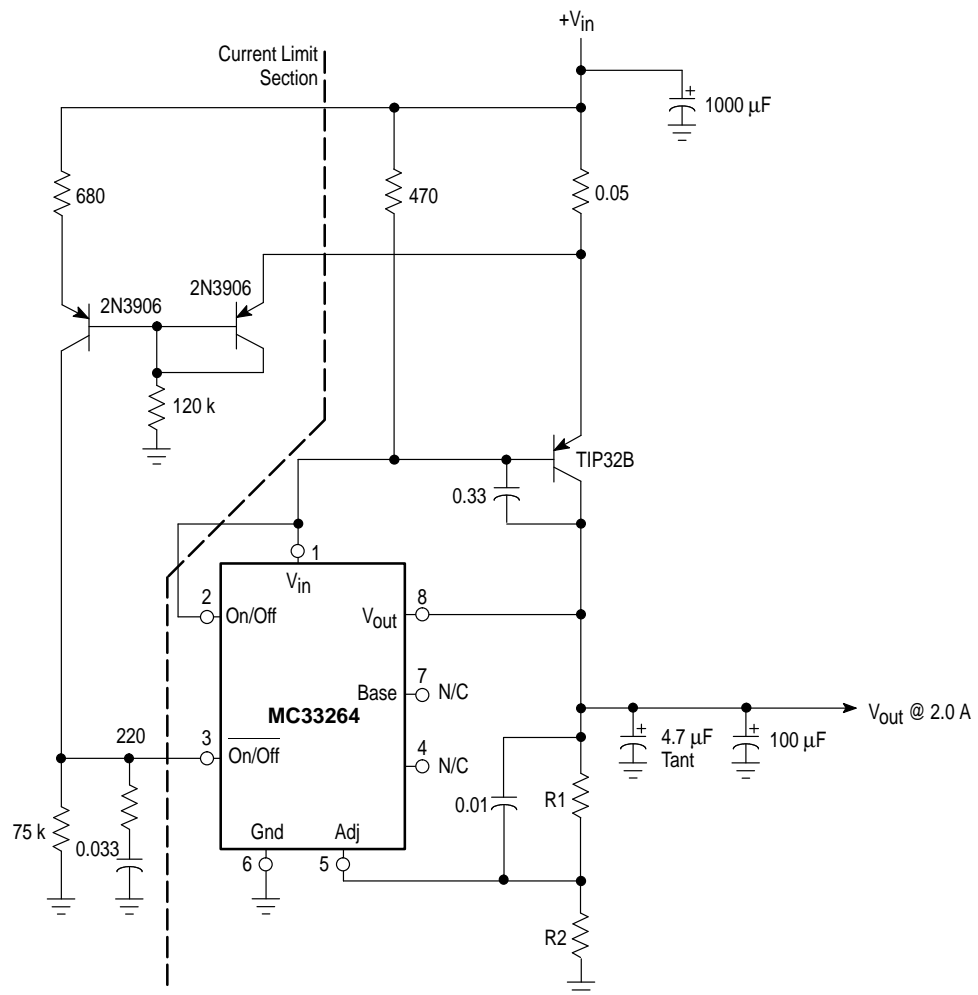 +Vin
Current Limit
Section
1000 µF
680
470
0.05
2N3906
2N3906
120 k
TIP32B
0.33
1
Vin
2
On/Off
Vout
8
Base
7
N/C
MC33264
220
3
On/Off
4
N/C
Vout @ 2.0 A
4.7 µF
Tant
100 µF
75 k
0.033
0.01
R1
Gnd
Adj
6
5
R2